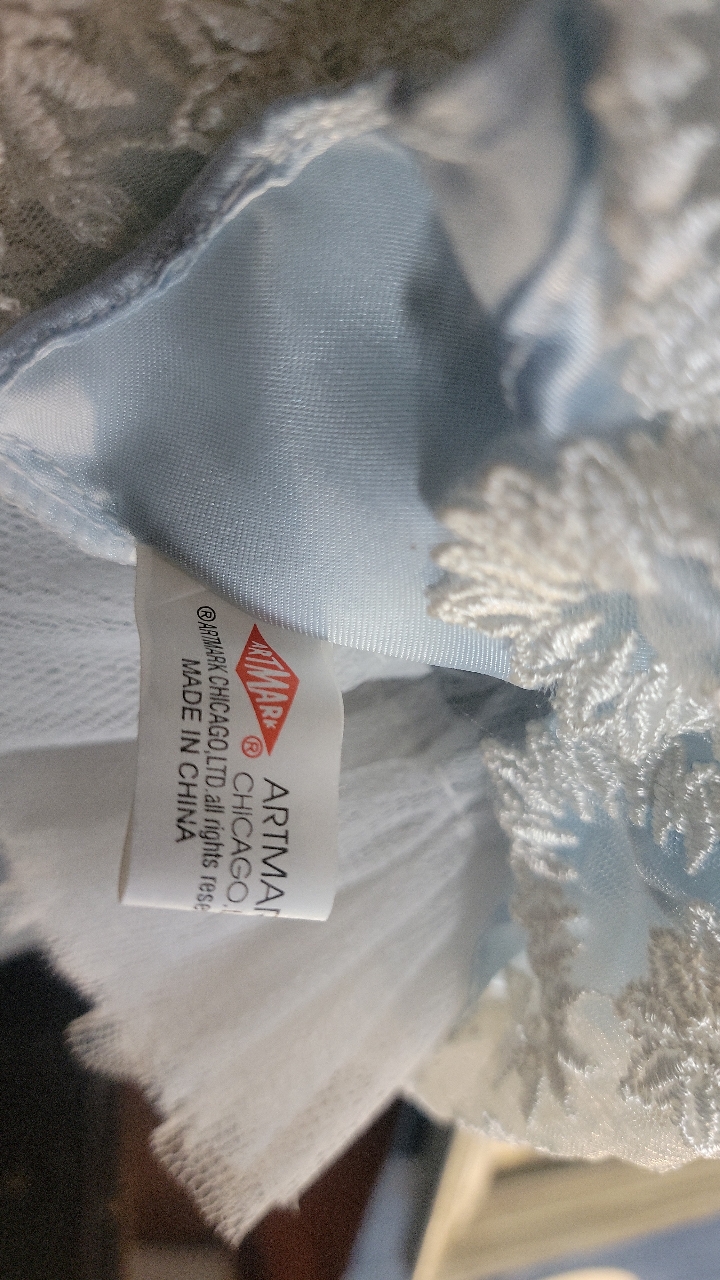 ARTMARK ®
ARTMAR
CHICAGO,
®ARTMARK CHICAGO,LTD.all rights rese
MADE IN CHINA